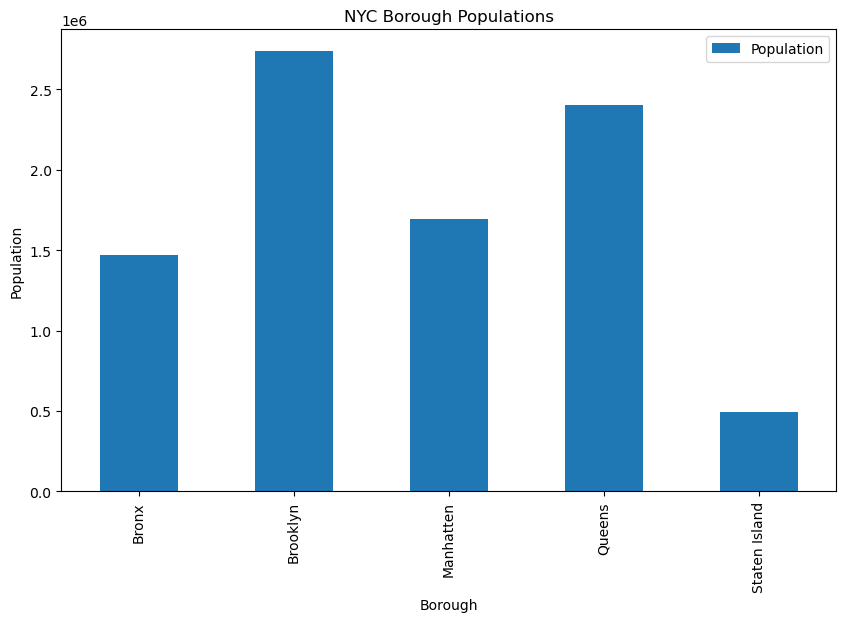 NYC Borough Populations
1e6
Population
2.5
2.0
1.5
1.0
0.5
0.0
Population
Bronx
Brooklyn
Manhatten
Queens
Staten Island
Borough